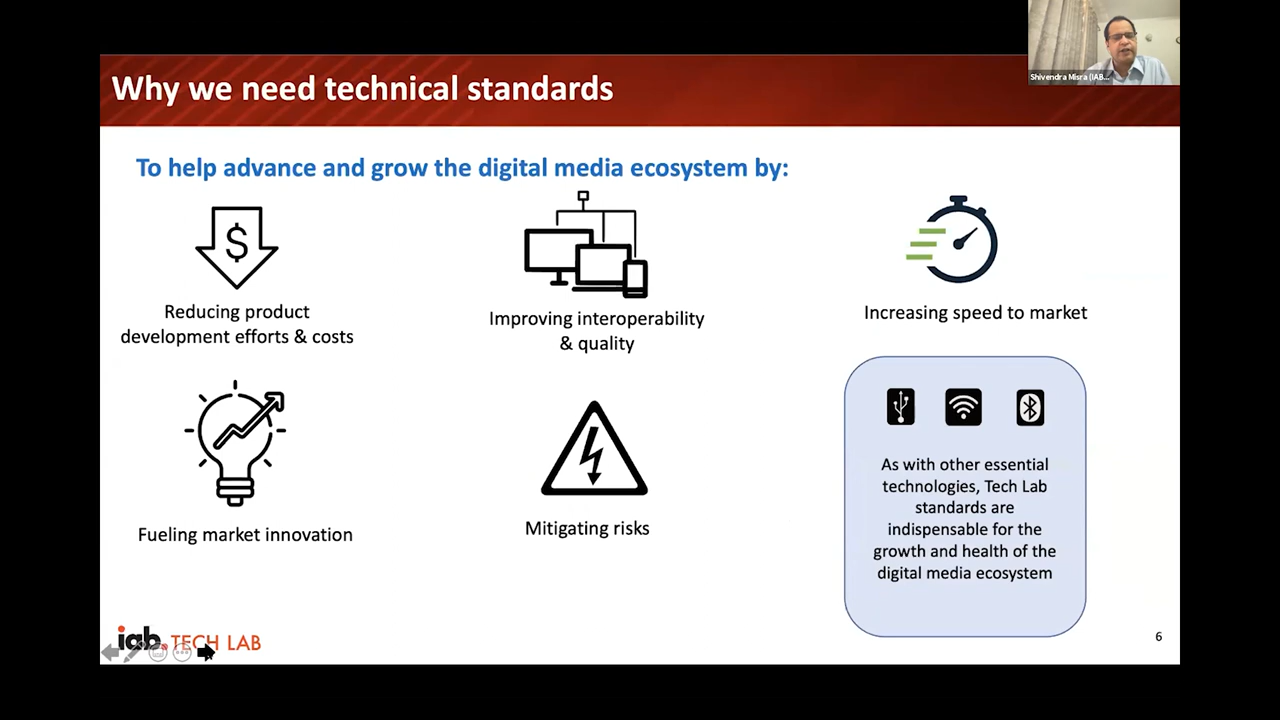 Shivendra Misra (IAB...
Why we need technical standards
To help advance and grow the digital media ecosystem by:
$
Reducing product
development efforts & costs
Improving interoperability
& quality
Increasing speed to market
Fueling market innovation
Mitigating risks
As with other essential
technologies, Tech Lab
standards are
indispensable for the
growth and health of the
digital media ecosystem
iab. TECH LAB
6